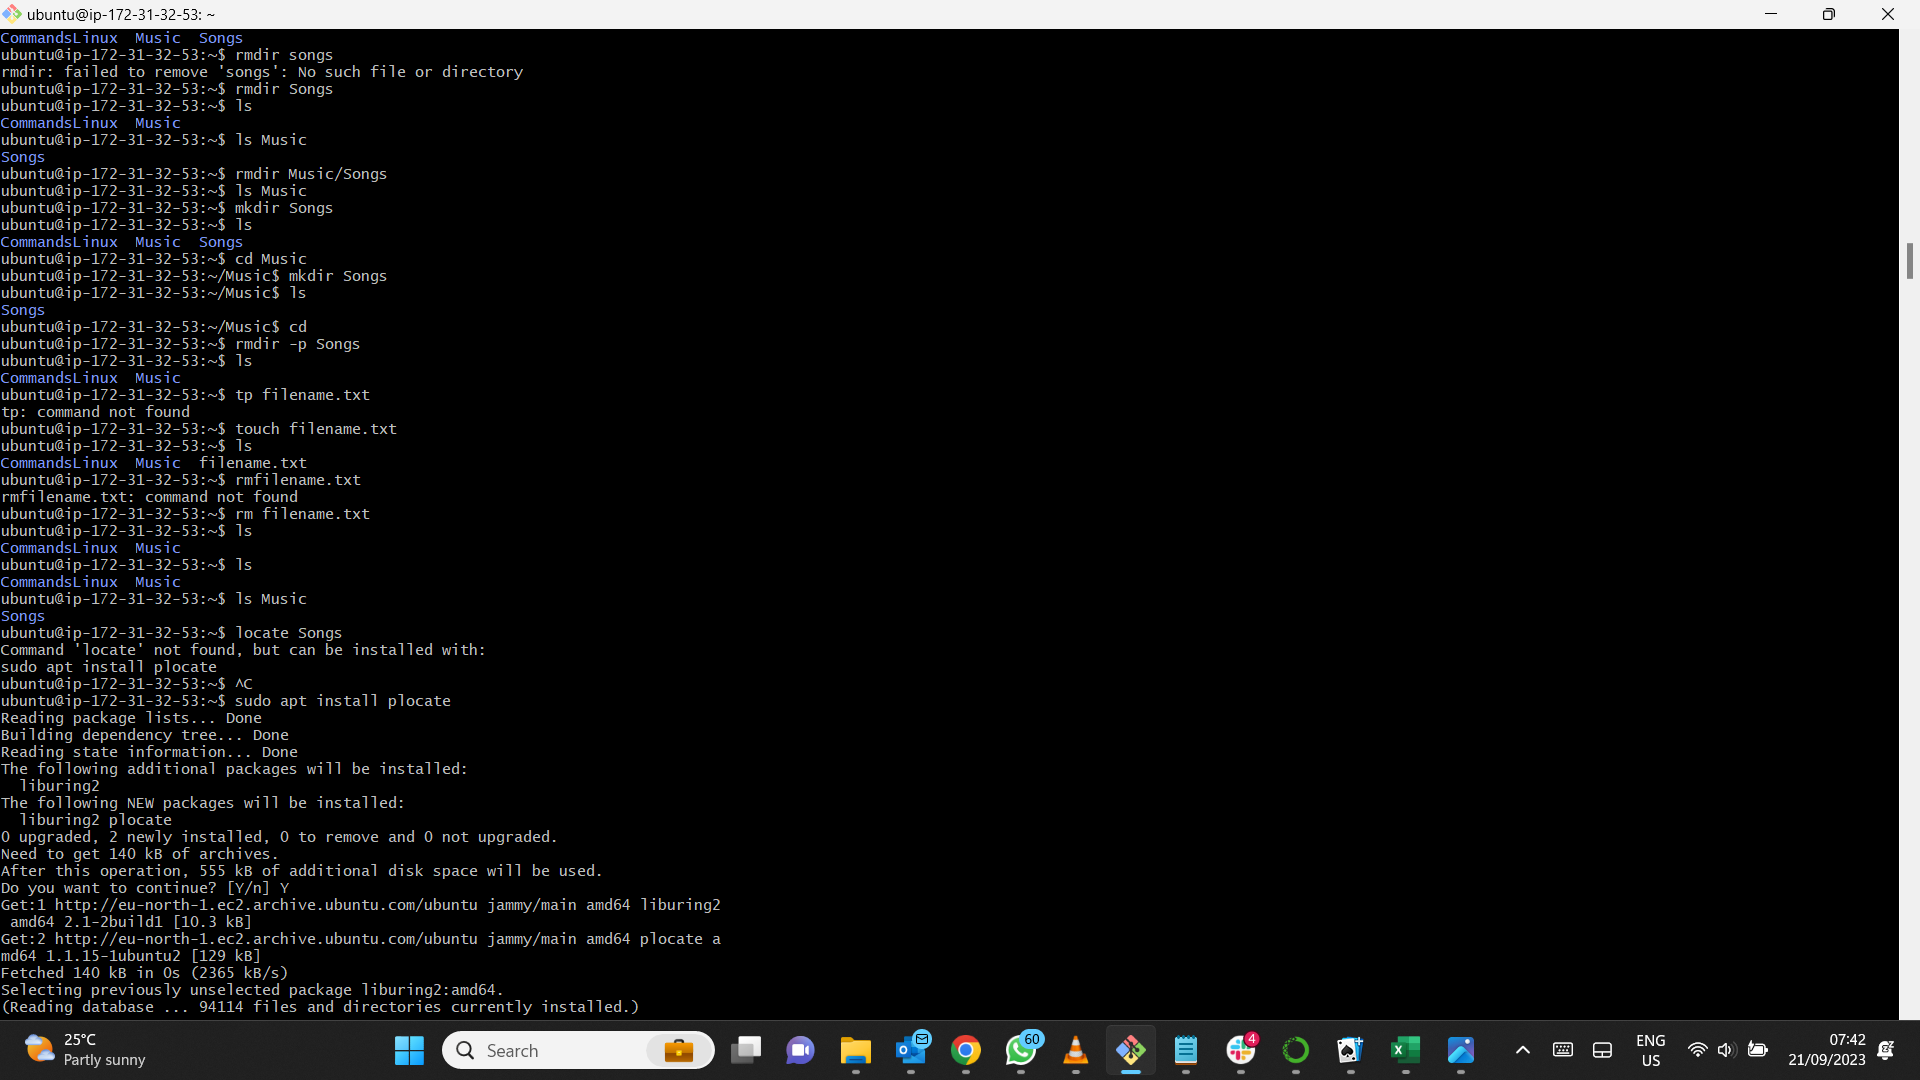 ubuntu@ip-172-31-32-53: ~
CommandsLinux  Music  Songs
ubuntu@ip-172-31-32-53:~$ rmdir songs
rmdir: failed to remove 'songs': No such file or directory
ubuntu@ip-172-31-32-53:~$ rmdir Songs
ubuntu@ip-172-31-32-53:~$ ls
CommandsLinux  Music
ubuntu@ip-172-31-32-53:~$ ls Music
Songs
ubuntu@ip-172-31-32-53:~$ rmdir Music/Songs
ubuntu@ip-172-31-32-53:~$ ls Music
ubuntu@ip-172-31-32-53:~$ mkdir Songs
ubuntu@ip-172-31-32-53:~$ ls
CommandsLinux  Music  Songs
ubuntu@ip-172-31-32-53:~$ cd Music
ubuntu@ip-172-31-32-53:~/Music$ mkdir Songs
ubuntu@ip-172-31-32-53:~/Music$ ls
Songs
ubuntu@ip-172-31-32-53:~/Music$ cd
ubuntu@ip-172-31-32-53:~$ rmdir -p Songs
ubuntu@ip-172-31-32-53:~$ ls
CommandsLinux  Music
ubuntu@ip-172-31-32-53:~$ tp filename.txt
tp: command not found
ubuntu@ip-172-31-32-53:~$ touch filename.txt
ubuntu@ip-172-31-32-53:~$ ls
CommandsLinux  Music  filename.txt
ubuntu@ip-172-31-32-53:~$ rmfilename.txt
rmfilename.txt: command not found
ubuntu@ip-172-31-32-53:~$ rm filename.txt
ubuntu@ip-172-31-32-53:~$ ls
CommandsLinux  Music
ubuntu@ip-172-31-32-53:~$ ls
CommandsLinux  Music
ubuntu@ip-172-31-32-53:~$ ls Music
Songs
ubuntu@ip-172-31-32-53:~$ locate Songs
Command 'locate' not found, but can be installed with:
sudo apt install plocate
ubuntu@ip-172-31-32-53:~$ ^C
ubuntu@ip-172-31-32-53:~$ sudo apt install plocate
Reading package lists... Done
Building dependency tree... Done
Reading state information... Done
The following additional packages will be installed:
  liburing2
The following NEW packages will be installed:
  liburing2 plocate
0 upgraded, 2 newly installed, 0 to remove and 0 not upgraded.
Need to get 140 kB of archives.
After this operation, 555 kB of additional disk space will be used.
Do you want to continue? [Y/n] Y
Get:1 http://eu-north-1.ec2.archive.ubuntu.com/ubuntu jammy/main amd64 liburing2
 amd64 2.1-2build1 [10.3 kB]
Get:2 http://eu-north-1.ec2.archive.ubuntu.com/ubuntu jammy/main amd64 plocate a
md64 1.1.15-1ubuntu2 [129 kB]
Fetched 140 kB in 0s (2365 kB/s)
Selecting previously unselected package liburing2:amd64.
(Reading database ... 94114 files and directories currently installed.)
25°C
Partly sunny
Search
60
4
ENG
US
07:42
21/09/2023